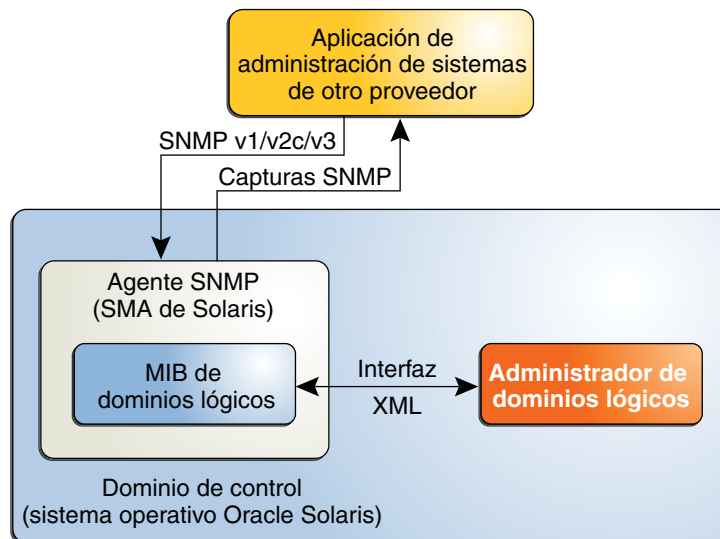 Aplicación de
administración de sistemas
de otro proveedor
SNMP v1/v2c/v3
Capturas SNMP
Agente SNMP
(SMA de Solaris)
MIB de
dominios lógicos
Interfaz
XML
Administrador de
dominios lógicos
Dominio de control
(sistema operativo Oracle Solaris)